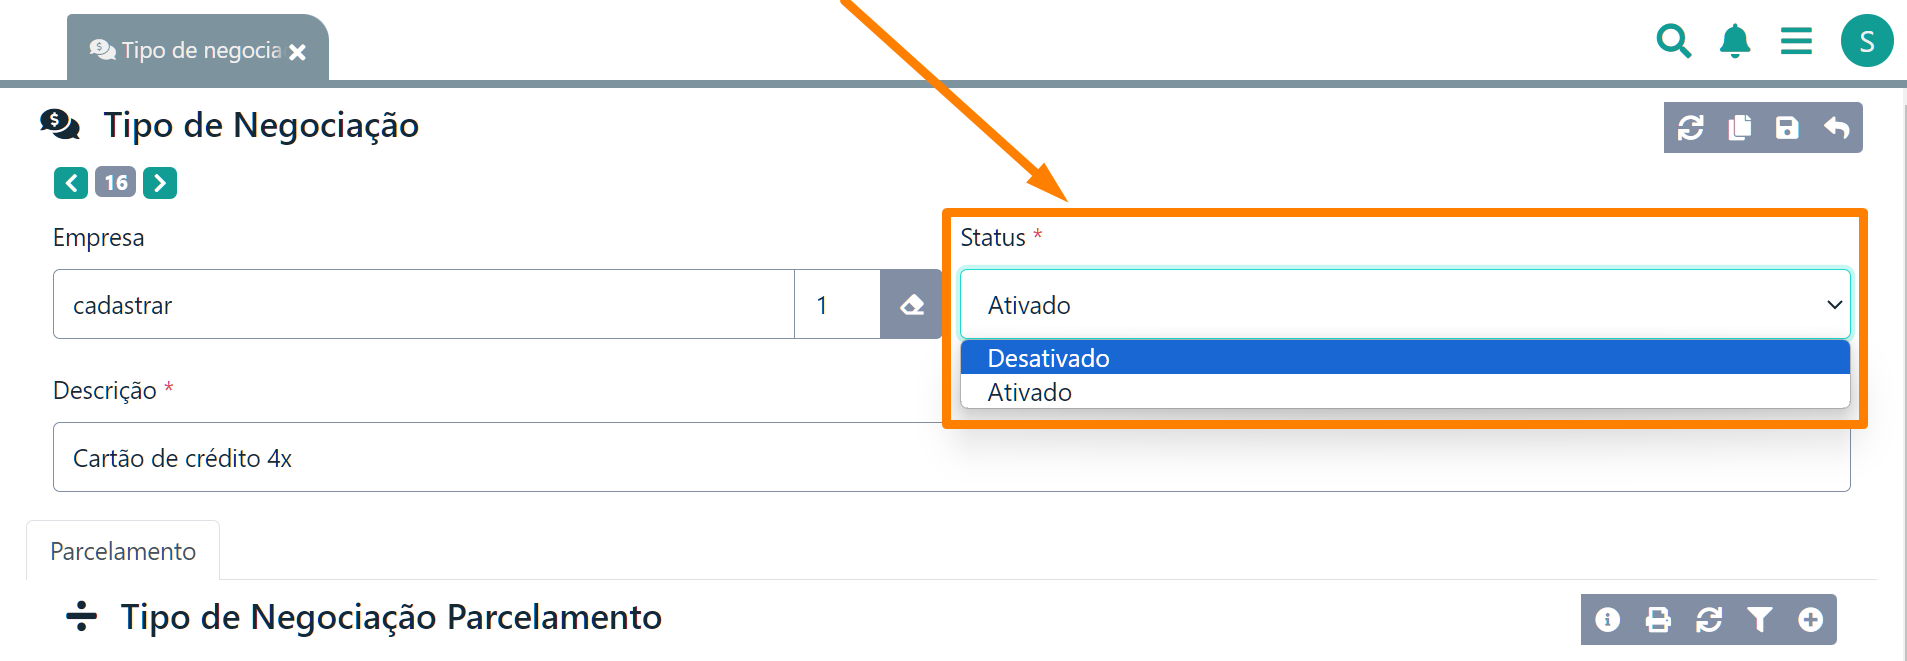 Tipo de negocia
S
Tipo de Negociação
16
Empresa
Status *
cadastrar
1
Ativado
Desativado
Ativado
Descrição *
Cartão de crédito 4x
Parcelamento
Tipo de Negociação Parcelamento